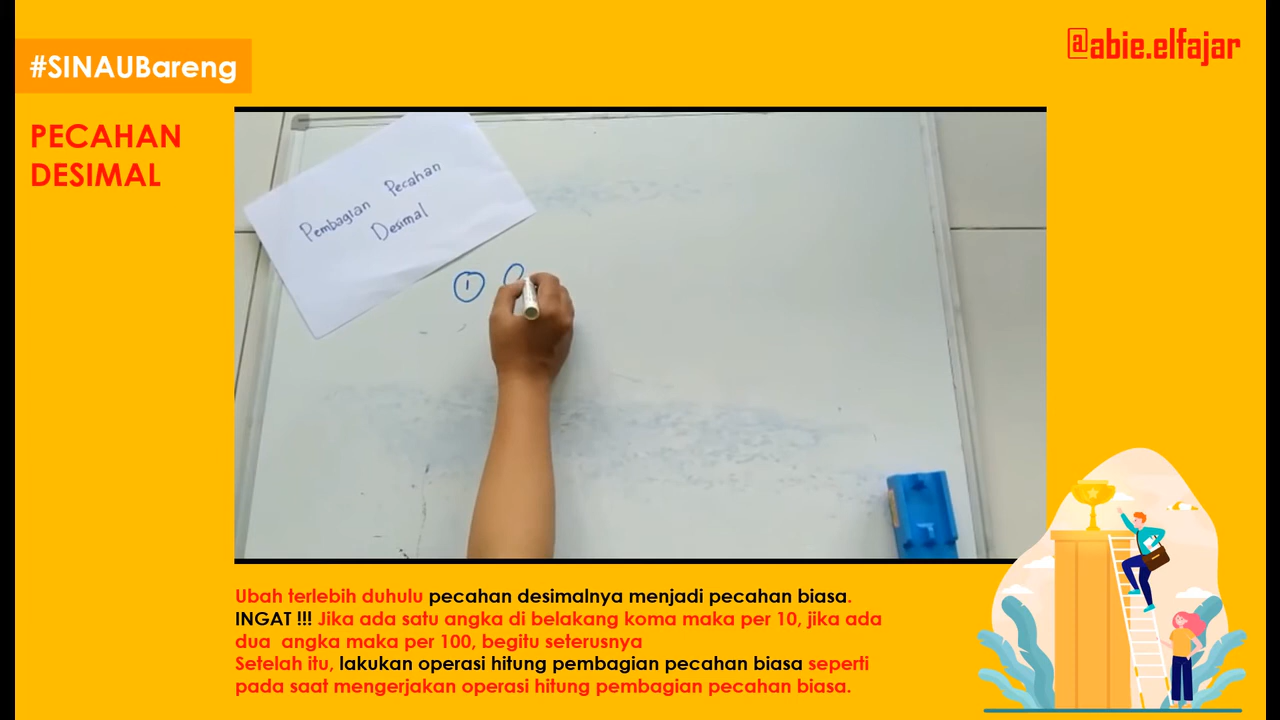 #SINAUBareng
@abie.elfajar
PECAHAN
DESIMAL
Pembagian Pecahan
Desimal
① 0
Ubah terlebih duhulu pecahan desimalnya menjadi pecahan biasa.
INGAT !!! Jika ada satu angka di belakang koma maka per 10, jika ada
dua angka maka per 100, begitu seterusnya
Setelah itu, lakukan operasi hitung pembagian pecahan biasa seperti
pada saat mengerjakan operasi hitung pembagian pecahan biasa.